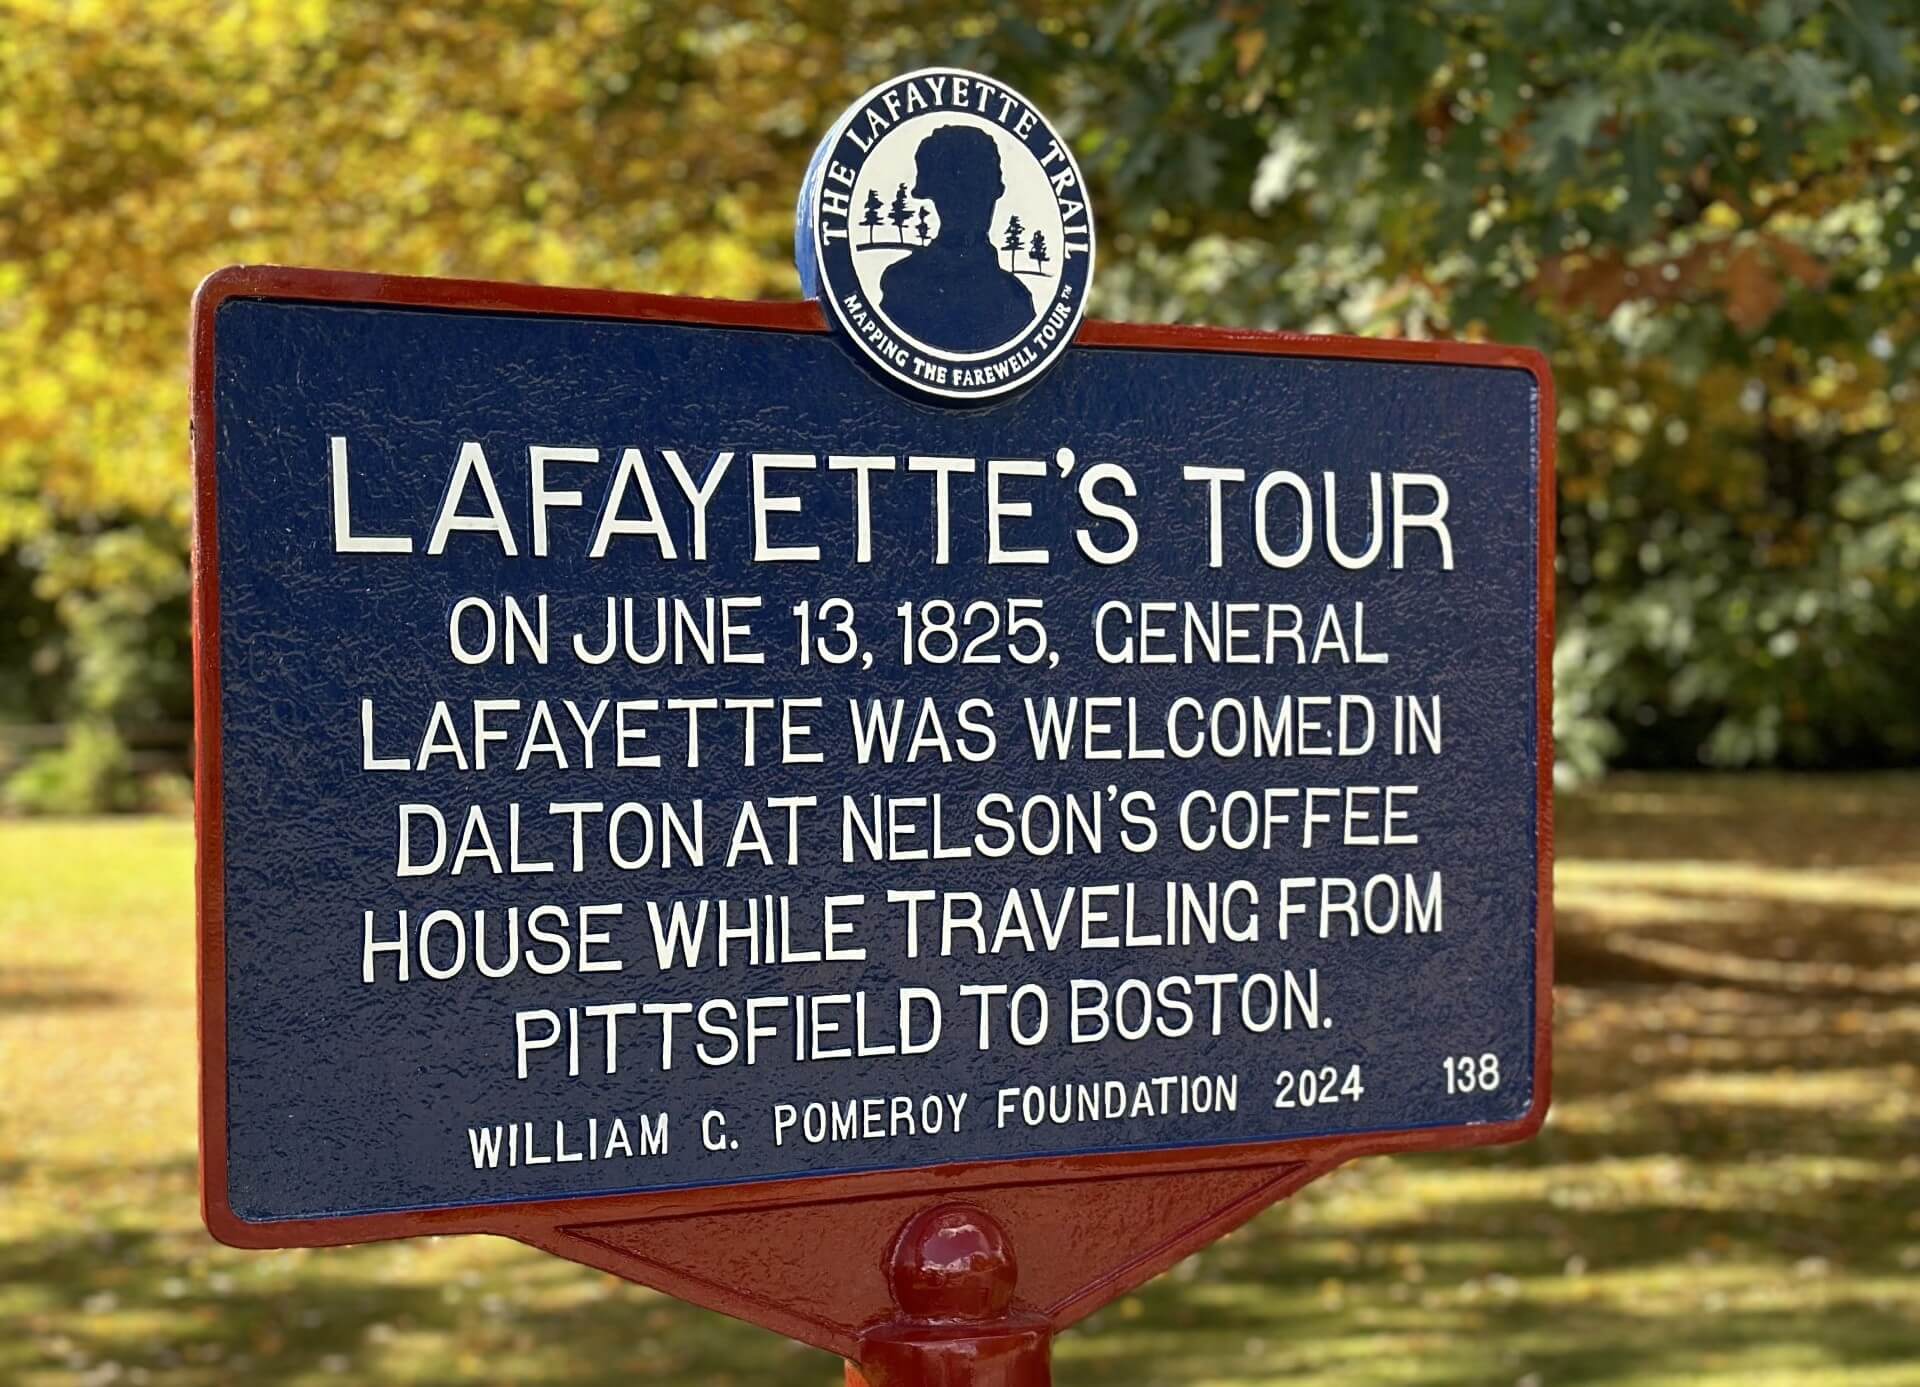 THE LAFAYETTE TRAIL
MAPPING THE FAREWELL TOUR™
LAFAYETTE'S TOUR
ON JUNE 13, 1825, GENERAL
LAFAYETTE WAS WELCOMED IN
DALTON AT NELSON'S COFFEE
HOUSE WHILE TRAVELING FROM
PITTSFIELD TO BOSTON.
WILLIAM G. POMEROY FOUNDATION 2024 138